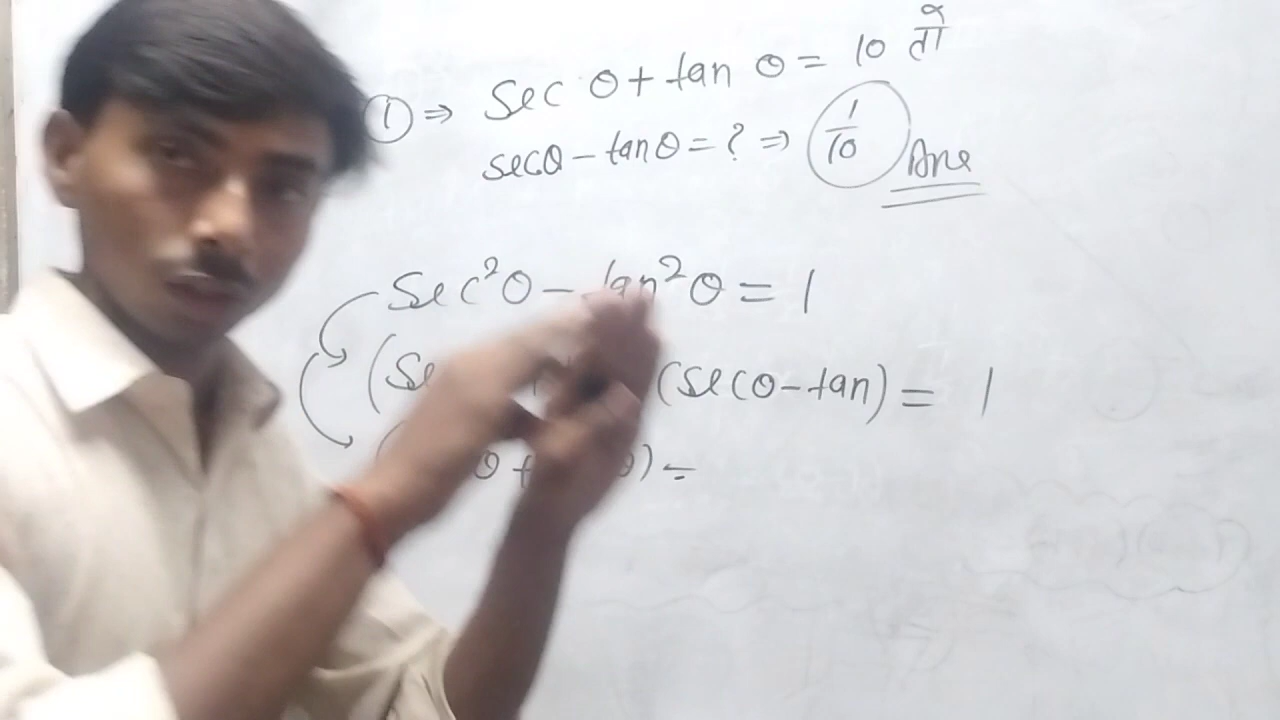 ① ⇒ Sec θ + tan θ = 10 तो
secθ - tanθ = ? ⇒ 1/10 Ans
Sec²θ - tan²θ = 1
(Se (secθ-tan) = 1
θ + θ) =